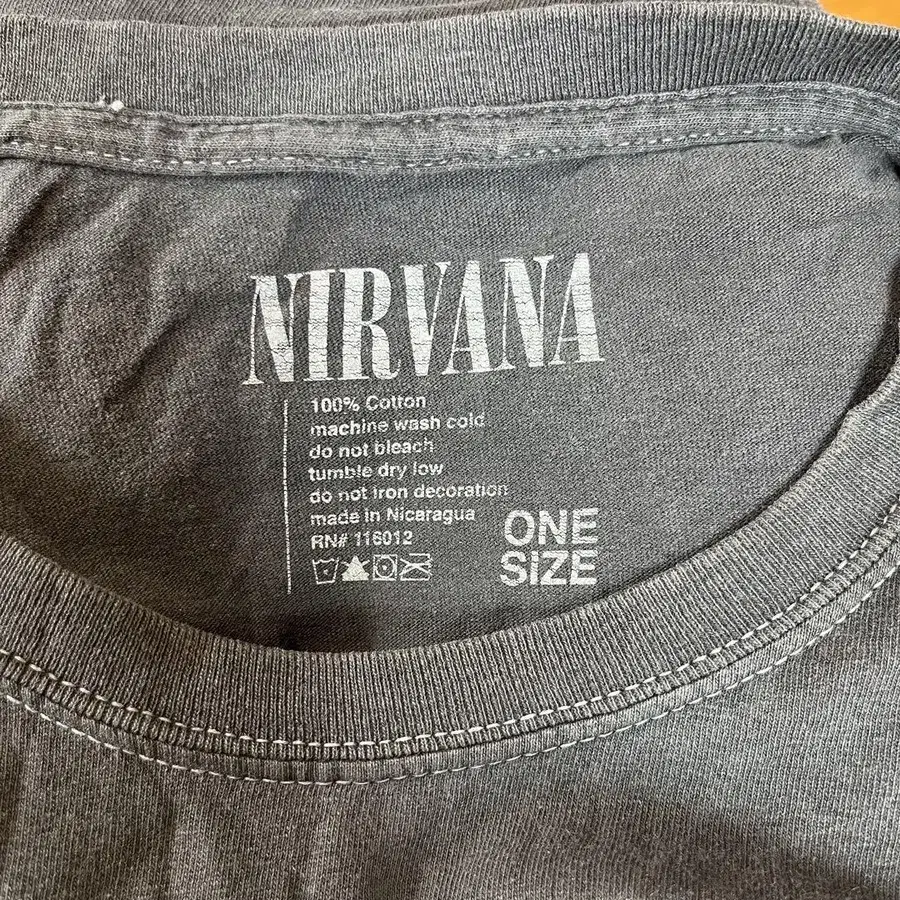 NIRVANA
100% Cotton
machine wash cold
do not bleach
tumble dry low
do not iron decoration
made in Nicaragua
RN# 116012
ONE
SIZE